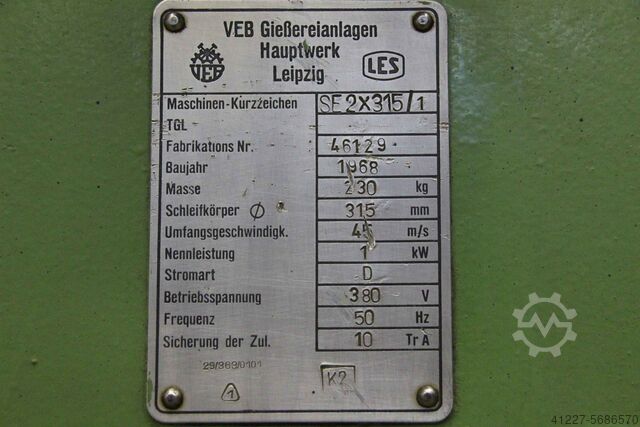 VEB Gießereianlagen
Hauptwerk
Leipzig
VEB
LES
Maschinen-Kurzzeichen SE2X315/1
TGL
Fabrikations Nr. 46129
Baujahr 1968
Masse 230 kg
Schleifkörper Ø 315 mm
Umfangsgeschwindigk. 45 m/s
Nennleistung 1 kW
Stromart D
Betriebsspannung 380 V
Frequenz 50 Hz
Sicherung der Zul. 10 Tr A
29/369/0101
1
K2
41227-5686570